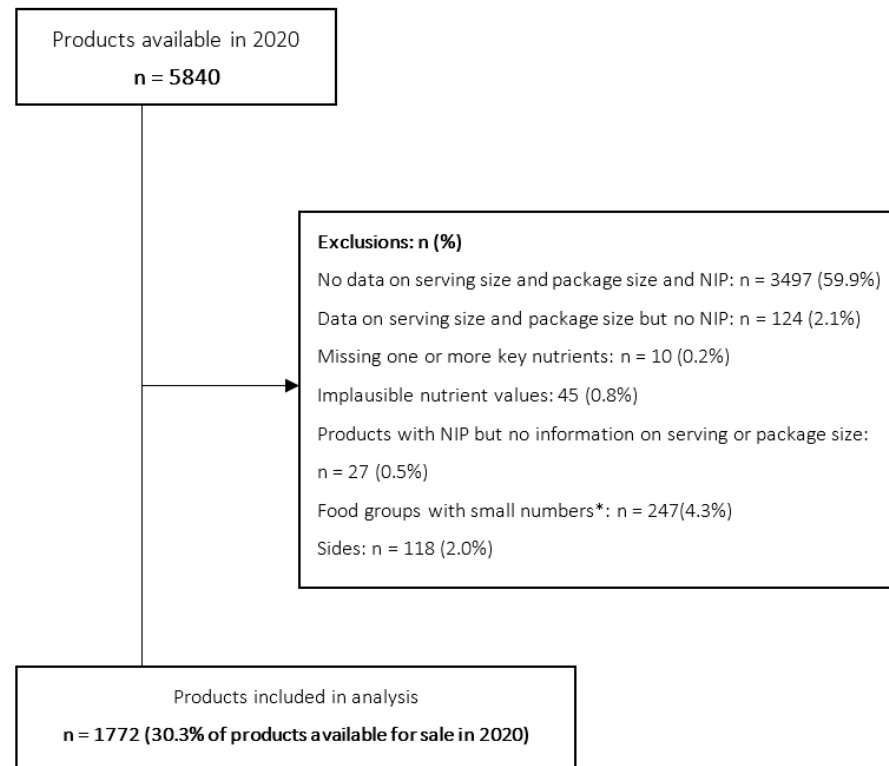 Products available in 2020
n = 5840
Exclusions: n (%)
No data on serving size and package size and NIP: n = 3497 (59.9%)
Data on serving size and package size but no NIP: n = 124 (2.1%)
Missing one or more key nutrients: n = 10 (0.2%)
Implausible nutrient values: 45 (0.8%)
Products with NIP but no information on serving or package size:
n = 27 (0.5%)
Food groups with small numbers*: n = 247(4.3%)
Sides: n = 118 (2.0%)
Products included in analysis
n = 1772 (30.3% of products available for sale in 2020)